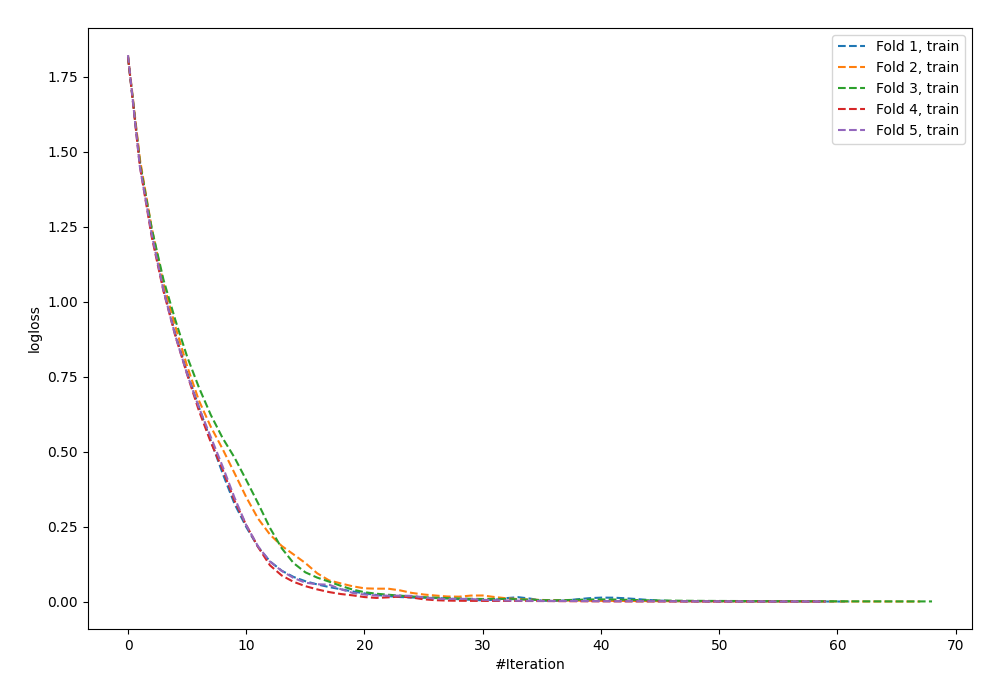 Fold 1, train
Fold 2, train
Fold 3, train
Fold 4, train
Fold 5, train
logloss
1.75
1.50
1.25
1.00
0.75
0.50
0.25
0.00
0 10 20 30 40 50 60 70
#Iteration